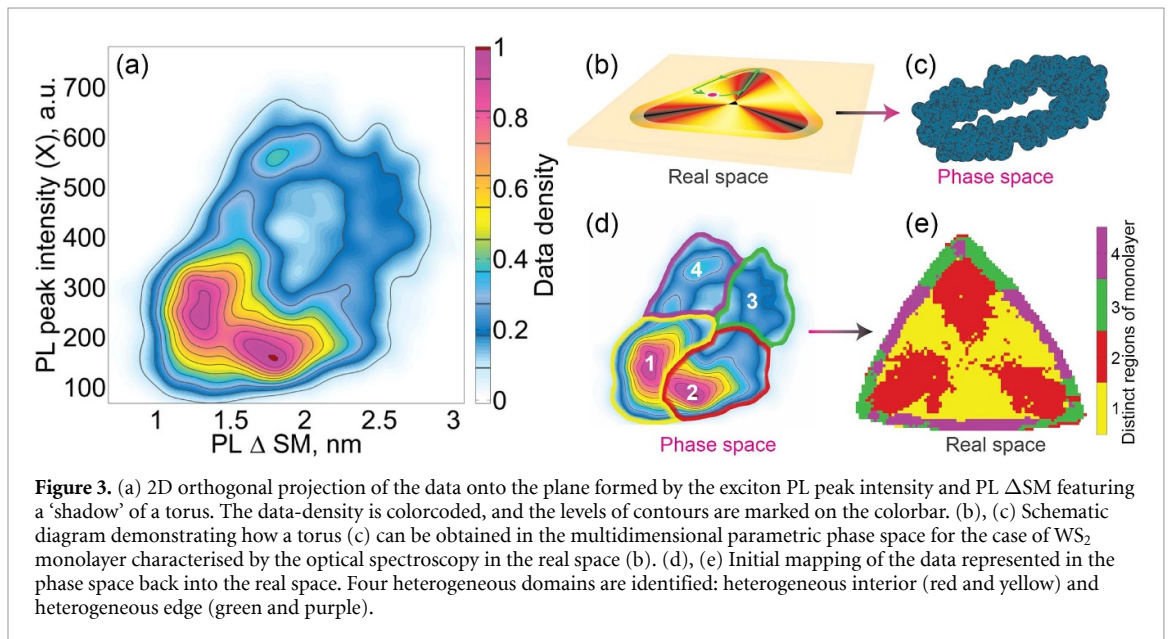 (a)
PL peak intensity (X), a.u.
700
600
500
400
300
200
100
1
1.5
2
2.5
3
PL Δ SM, nm
1
0.8
0.6
0.4
0.2
0
Data density
(b)
Real space
(c)
Phase space
(d)
4
3
1
2
Phase space
(e)
Real space
4
3
2
1
Distinct regions of monolayer
Figure 3. (a) 2D orthogonal projection of the data onto the plane formed by the exciton PL peak intensity and PL ΔSM featuring
a ‘shadow’ of a torus. The data-density is colorcoded, and the levels of contours are marked on the colorbar. (b), (c) Schematic
diagram demonstrating how a torus (c) can be obtained in the multidimensional parametric phase space for the case of WS₂
monolayer characterised by the optical spectroscopy in the real space (b). (d), (e) Initial mapping of the data represented in the
phase space back into the real space. Four heterogeneous domains are identified: heterogeneous interior (red and yellow) and
heterogeneous edge (green and purple).